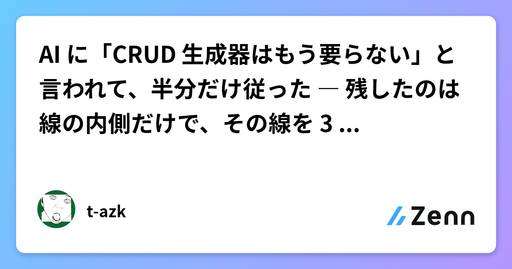 AI に「CRUD 生成器はもう要らない」と
言われて、半分だけ従った — 残したのは
線の内側だけで、その線を 3 ...
t-azk
Zenn